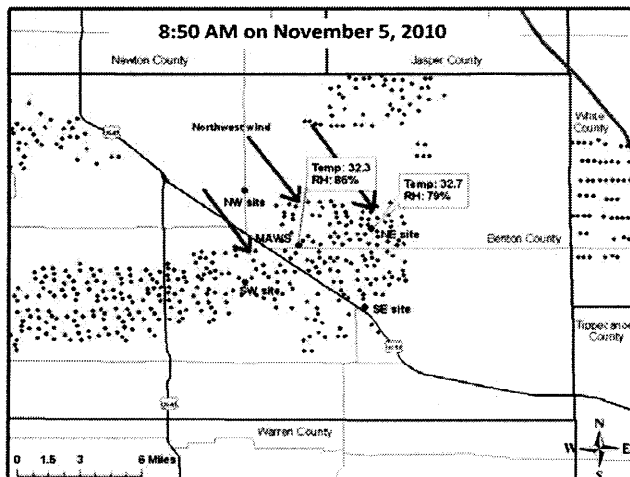 8:50 AM on November 5, 2010
Newton County
Jasper County
White
County
Northwest wind
Temp: 32.3
RH: 86%
Temp: 32.7
RH: 79%
NW site
NE site
MAWS
Benton County
SW site
SE site
Tippecanoe
County
Warren County
0 1.5 3 6 Miles
N
W E
S